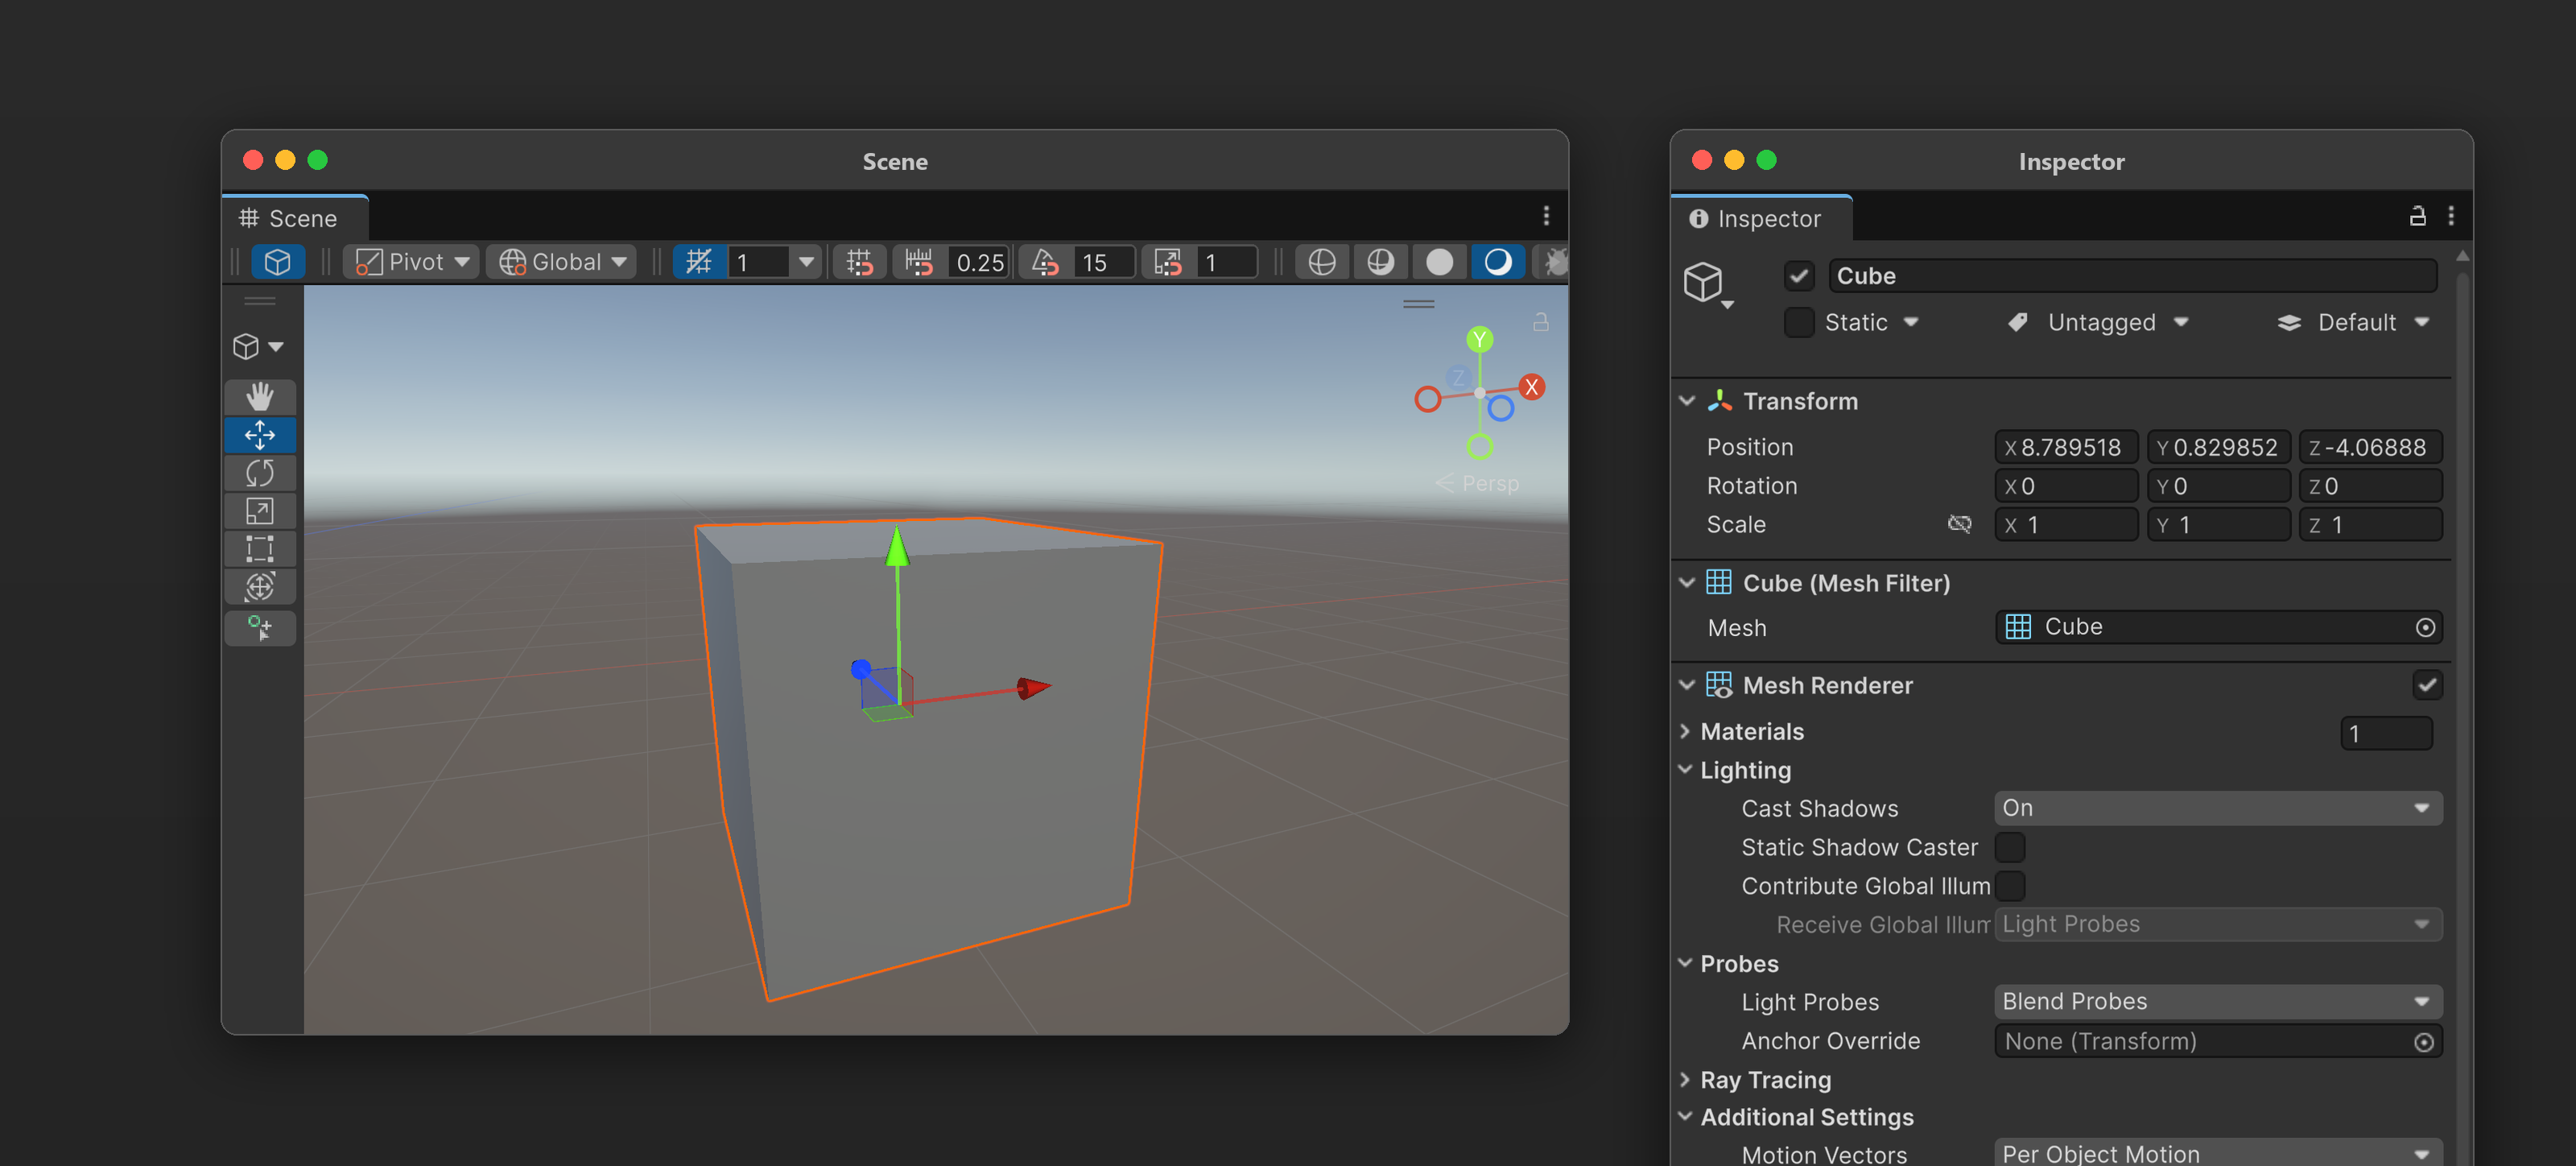 Scene
Scene
Pivot Global 1 0.25 15 1
Y
Z X
Persp
Inspector
Inspector
Cube
Static Untagged Default
Transform
Position X 8.789518 Y 0.829852 Z -4.06888
Rotation X 0 Y 0 Z 0
Scale X 1 Y 1 Z 1
Cube (Mesh Filter)
Mesh Cube
Mesh Renderer
Materials 1
Lighting
Cast Shadows On
Static Shadow Caster
Contribute Global Illum
Receive Global Illum Light Probes
Probes
Light Probes Blend Probes
Anchor Override None (Transform)
Ray Tracing
Additional Settings
Motion Vectors Per Object Motion